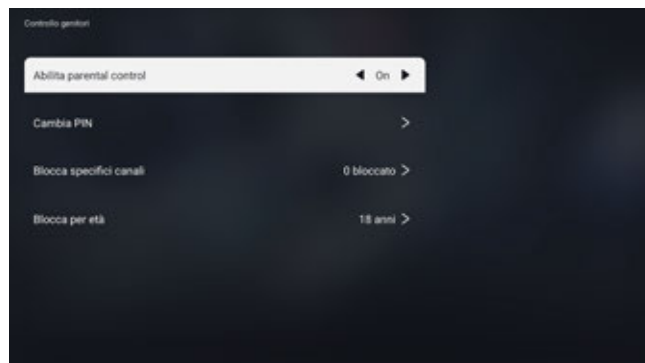 Controllo genitori
Abilita parental control ◀ On ▶
Cambia PIN >
Blocca specifici canali 0 bloccato >
Blocca per età 18 anni >